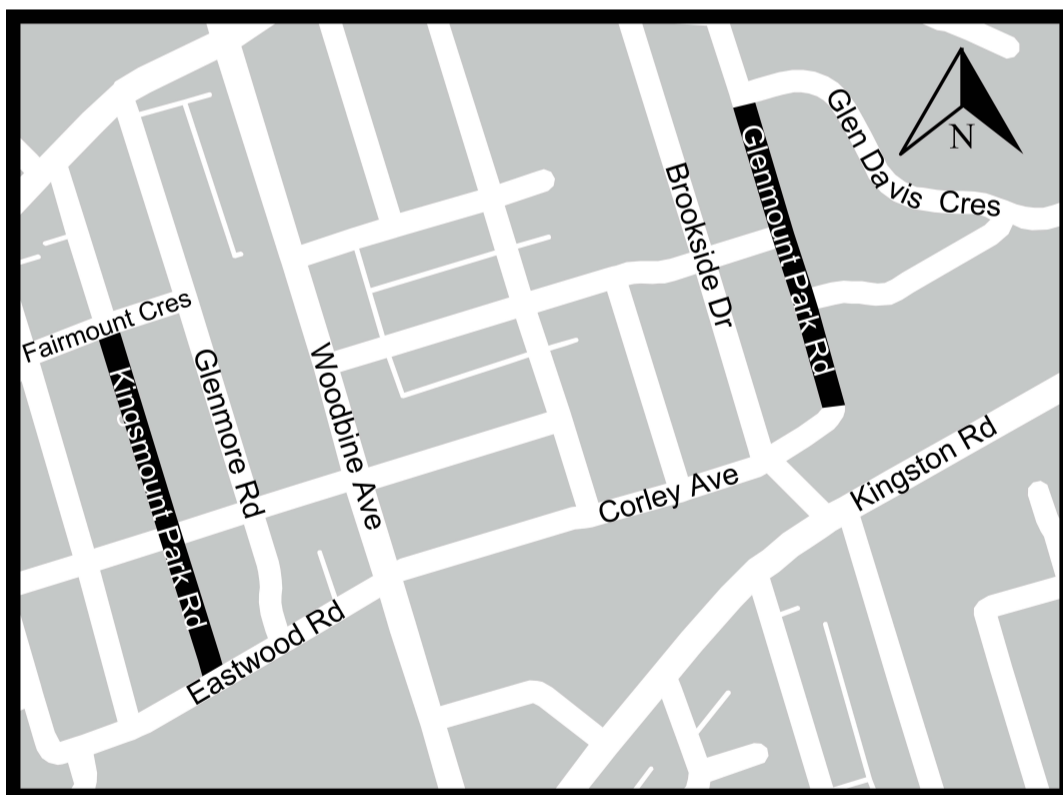 N
Glen Davis Cres
Glenmount Park Rd
Brookside Dr
Fairmount Cres
Glenmore Rd
Woodbine Ave
Kingsmount Park Rd
Kingston Rd
Corley Ave
Eastwood Rd